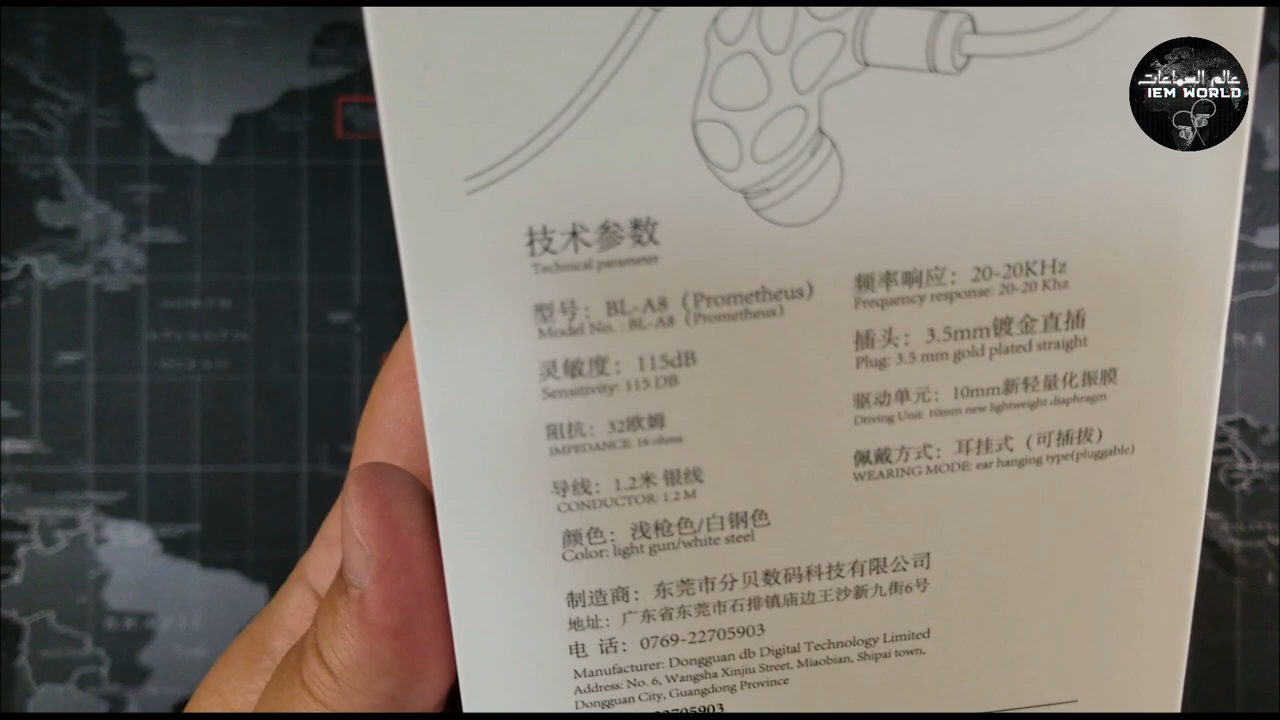 عالم السماعات
IEM WORLD
技术参数
Technical parameter
型号：BL-A8（Prometheus）
Model No. : BL-A8（Prometheus）
灵敏度：115dB
Sensitivity: 115 DB
阻抗：32欧姆
IMPEDANCE: 16 ohms
导线：1.2米 银线
CONDUCTOR: 1.2 M
颜色：浅枪色/白钢色
Color: light gun/white steel
频率响应：20-20KHz
Frequency response: 20-20 Khz
插头：3.5mm镀金直插
Plug: 3.5 mm gold plated straight
驱动单元：10mm新轻量化振膜
Driving Unit: 10mm new lightweight diaphragm
佩戴方式：耳挂式（可插拔）
WEARING MODE: ear hanging type(pluggable)
制造商：东莞市分贝数码科技有限公司
地址：广东省东莞市石排镇庙边王沙新九街6号
电 话：0769-22705903
Manufacturer: Dongguan db Digital Technology Limited
Address: No. 6, Wangsha Xinjiu Street, Miaobian, Shipai town,
Dongguan City, Guangdong Province
22705903